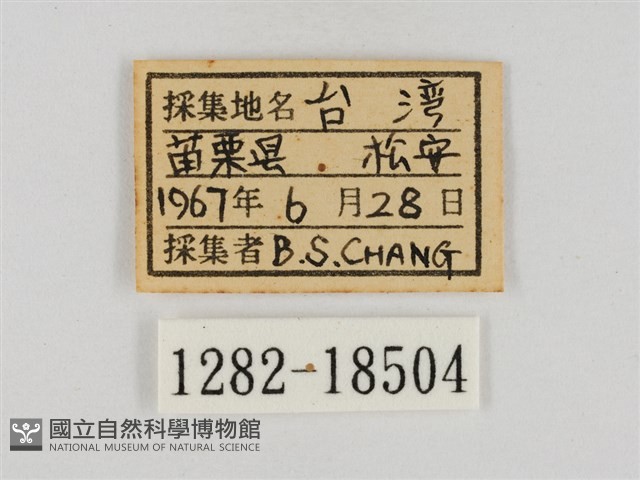 採集地名 台 湾
苗栗県 松安
1967年 6 月28日
採集者 B.S.CHANG
1282-18504
國立自然科學博物館
NATIONAL MUSEUM OF NATURAL SCIENCE